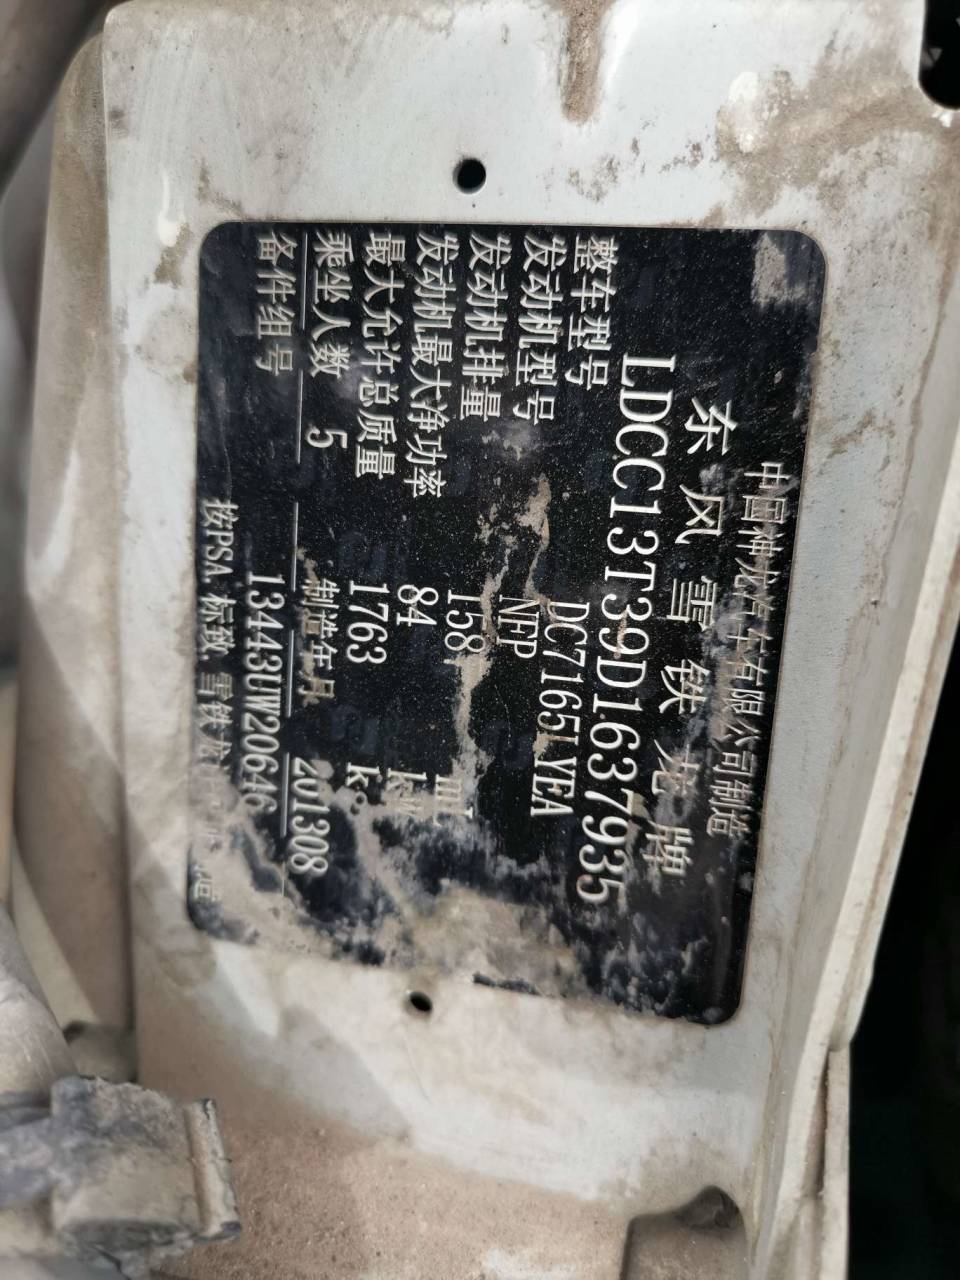 中国神龙汽车有限公司制造
东风雪铁龙牌
LDCC13T39D1637935
整车型号 DC7165LYEA
发动机型号 NFP
发动机排量 158 mL
发动机最大净功率 84 kw
最大允许总质量 1763
乘坐人数 5 制造年月 201308
备件组号 13443UW20646
按PSA 标致 雪铁龙